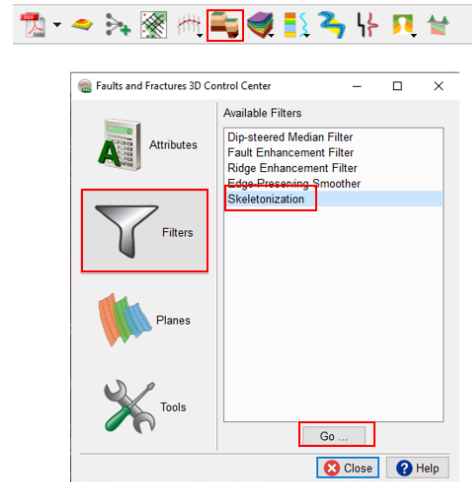 Faults and Fractures 3D Control Center
Available Filters
Attributes
Dip-steered Median Filter
Fault Enhancement Filter
Ridge Enhancement Filter
Edge-Preserving Smoother
Skeletonization
Filters
Planes
Tools
Go ...
Close
Help